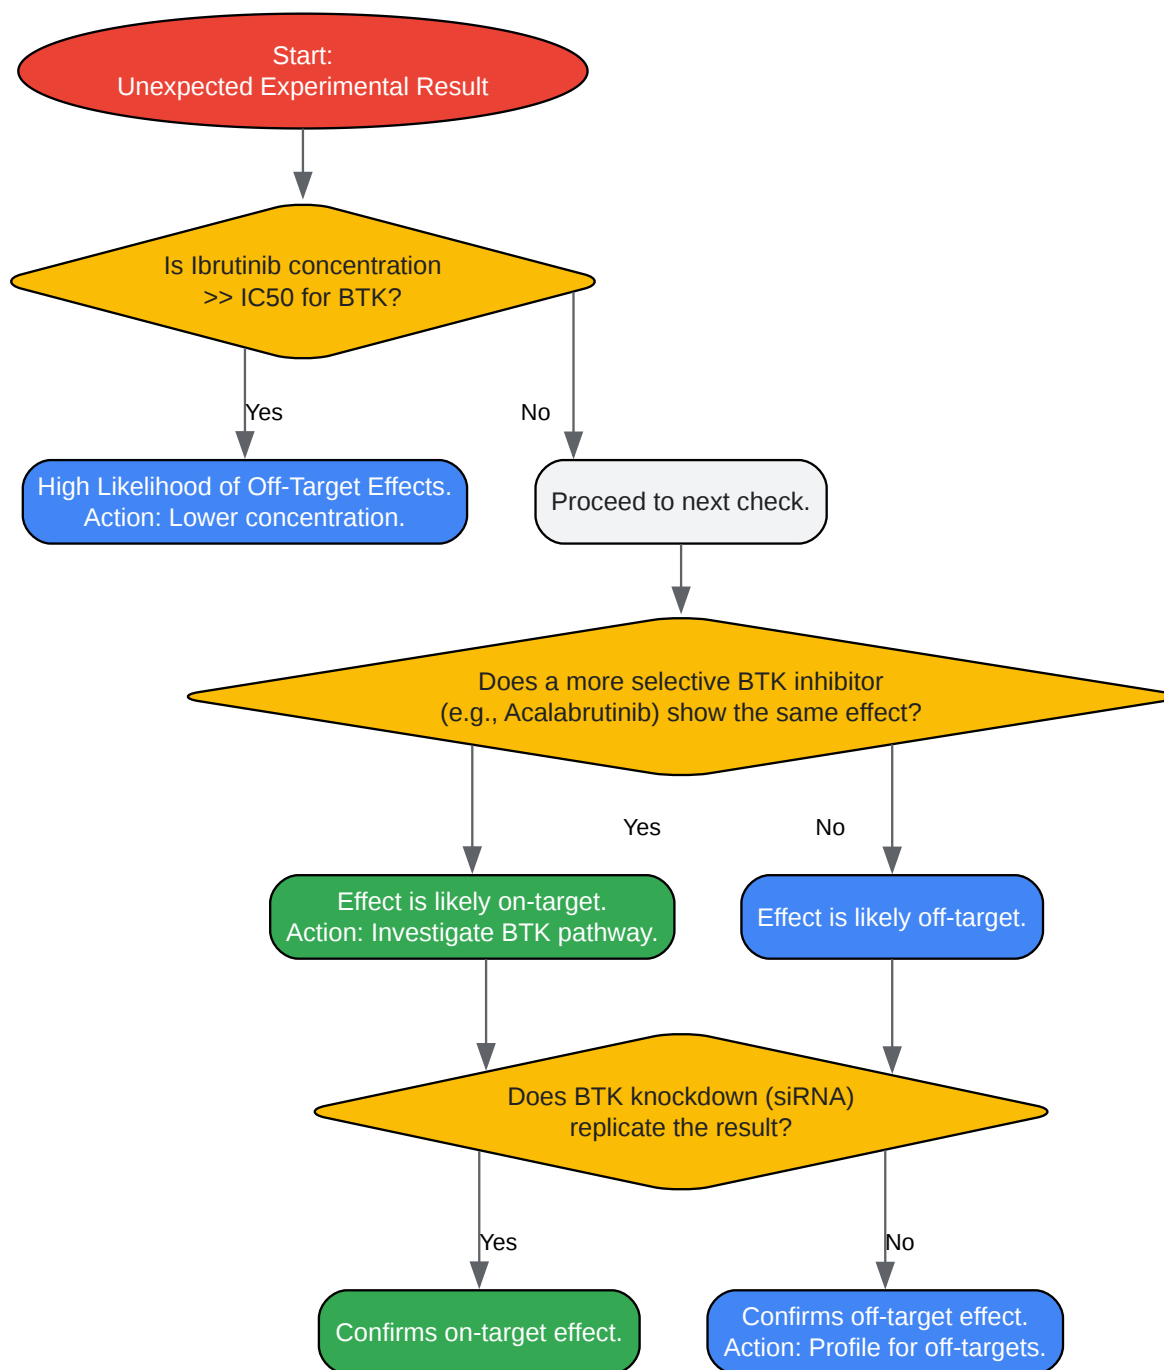 Start:
Unexpected Experimental Result
Is Ibrutinib concentration
>> IC50 for BTK?
Yes
No
High Likelihood of Off-Target Effects.
Action: Lower concentration.
Proceed to next check.
Does a more selective BTK inhibitor
(e.g., Acalabrutinib) show the same effect?
Yes
No
Effect is likely on-target.
Action: Investigate BTK pathway.
Effect is likely off-target.
Does BTK knockdown (siRNA)
replicate the result?
Yes
No
Confirms on-target effect.
Confirms off-target effect.
Action: Profile for off-targets.